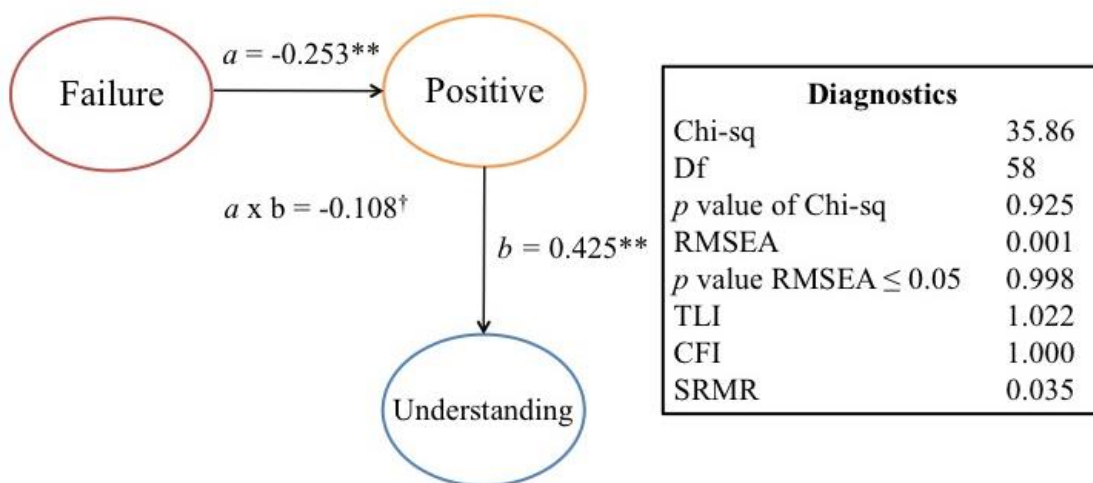 a = -0.253**
Failure
Positive
a x b = -0.108†
b = 0.425**
Understanding
Diagnostics
Chi-sq 35.86
Df 58
p value of Chi-sq 0.925
RMSEA 0.001
p value RMSEA ≤ 0.05 0.998
TLI 1.022
CFI 1.000
SRMR 0.035